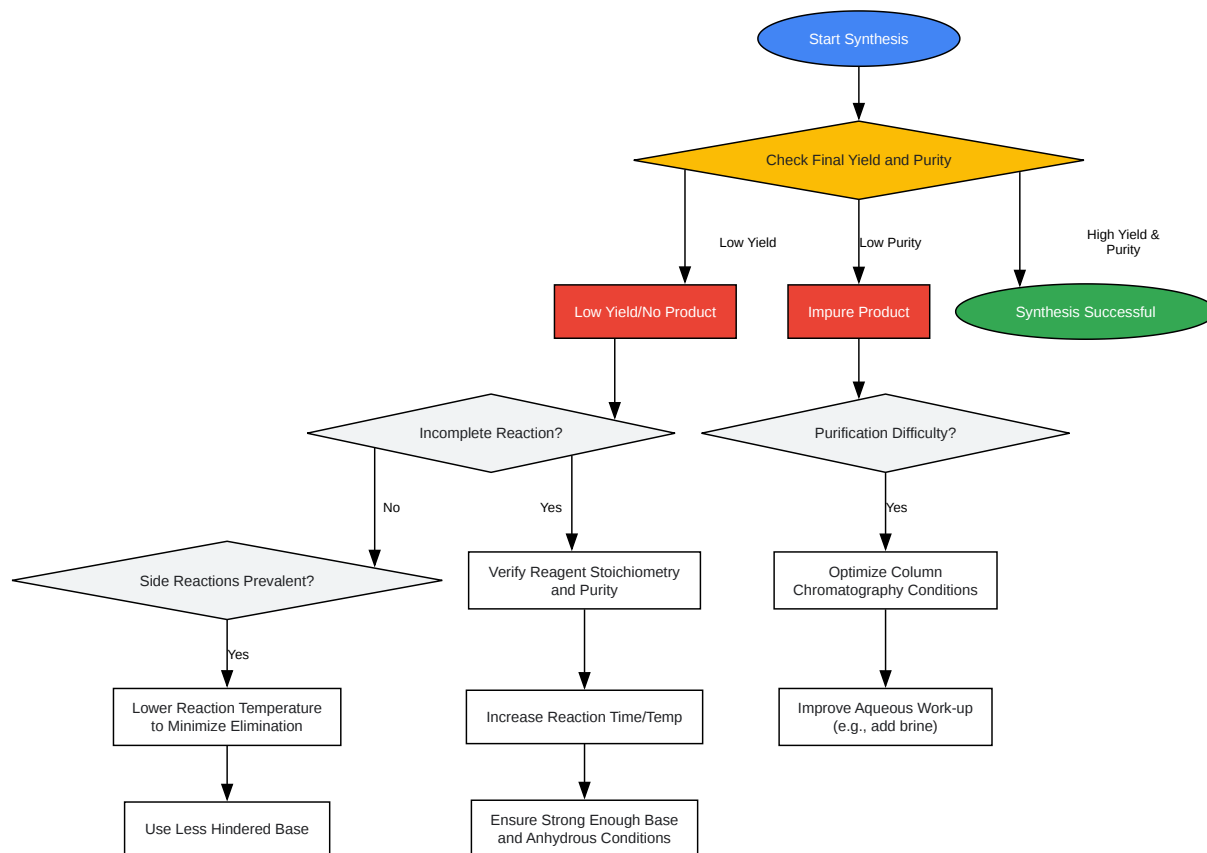 Start Synthesis
Check Final Yield and Purity
Low Yield
Low Purity
High Yield &
Purity
Low Yield/No Product
Impure Product
Synthesis Successful
Incomplete Reaction?
Purification Difficulty?
No
Yes
Yes
Side Reactions Prevalent?
Verify Reagent Stoichiometry
and Purity
Optimize Column
Chromatography Conditions
Yes
Lower Reaction Temperature
to Minimize Elimination
Increase Reaction Time/Temp
Improve Aqueous Work-up
(e.g., add brine)
Use Less Hindered Base
Ensure Strong Enough Base
and Anhydrous Conditions